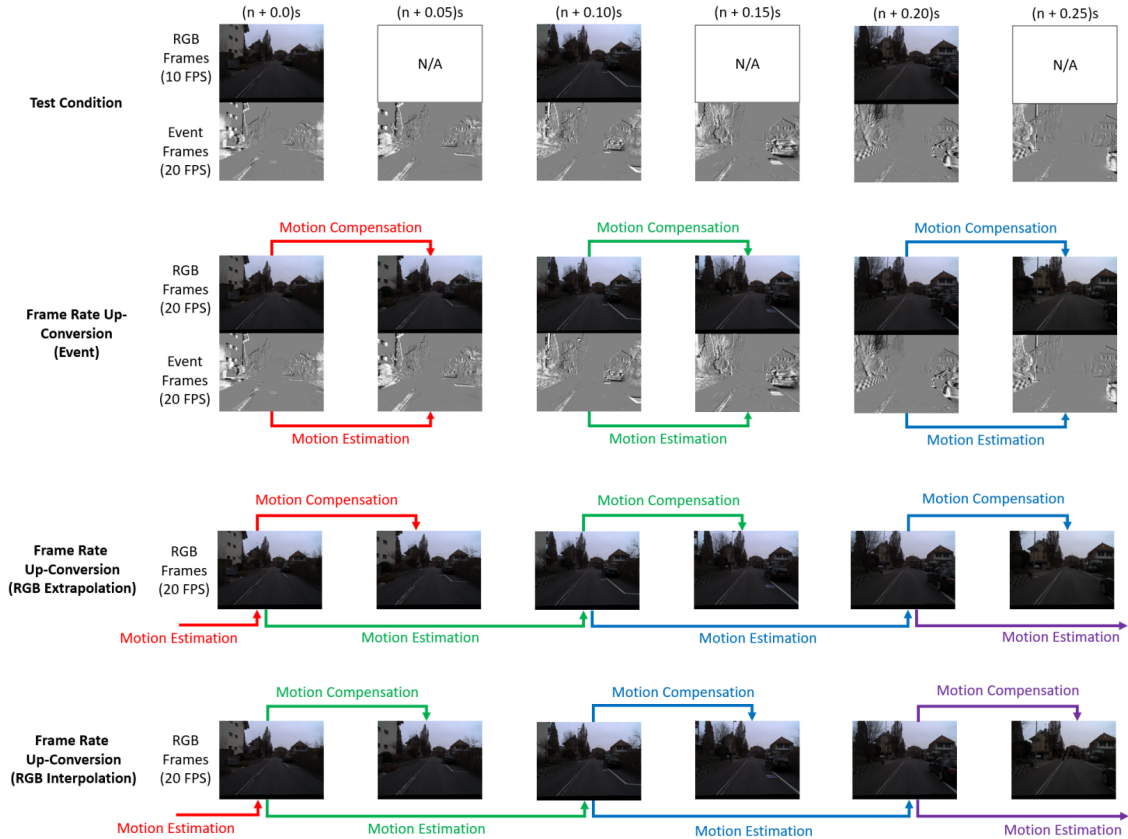 (n + 0.0)s (n + 0.05)s (n + 0.10)s (n + 0.15)s (n + 0.20)s (n + 0.25)s
RGB
Frames
(10 FPS)
N/A N/A N/A
Test Condition
Event
Frames
(20 FPS)
Motion Compensation Motion Compensation Motion Compensation
RGB
Frames
(20 FPS)
Frame Rate Up-
Conversion
(Event)
Event
Frames
(20 FPS)
Motion Estimation Motion Estimation Motion Estimation
Motion Compensation Motion Compensation Motion Compensation
Frame Rate
Up-Conversion
(RGB Extrapolation)
RGB
Frames
(20 FPS)
Motion Estimation Motion Estimation Motion Estimation Motion Estimation
Motion Compensation Motion Compensation Motion Compensation
Frame Rate
Up-Conversion
(RGB Interpolation)
RGB
Frames
(20 FPS)
Motion Estimation Motion Estimation Motion Estimation Motion Estimation